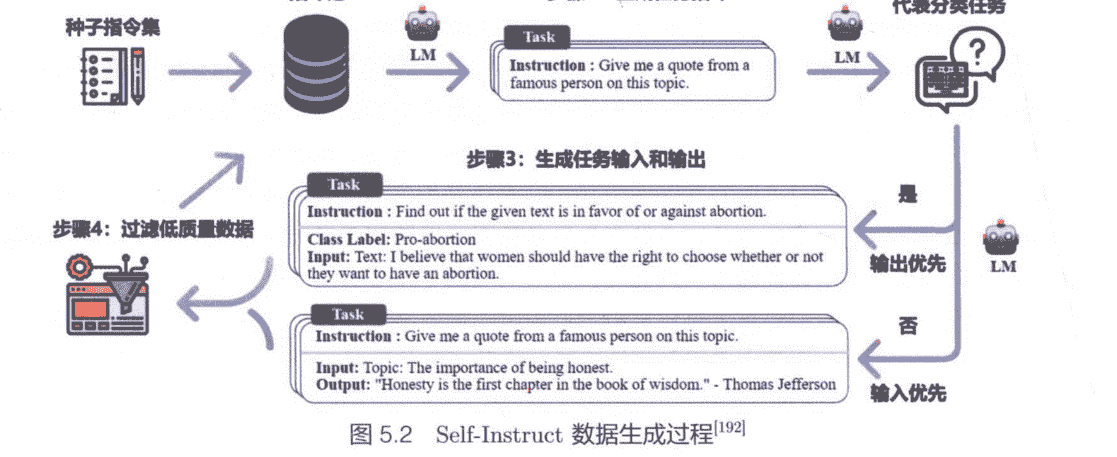 种子指令集
代表分类任务
LM
LM
Task
Instruction : Give me a quote from a
famous person on this topic.
步骤3：生成任务输入和输出
Task
Instruction : Find out if the given text is in favor of or against abortion.
Class Label: Pro-abortion
Input: Text: I believe that women should have the right to choose whether or not
they want to have an abortion.
是
输出优先
LM
步骤4：过滤低质量数据
Task
Instruction : Give me a quote from a famous person on this topic.
Input: Topic: The importance of being honest.
Output: "Honesty is the first chapter in the book of wisdom." - Thomas Jefferson
否
输入优先
图 5.2 Self-Instruct 数据生成过程[192]